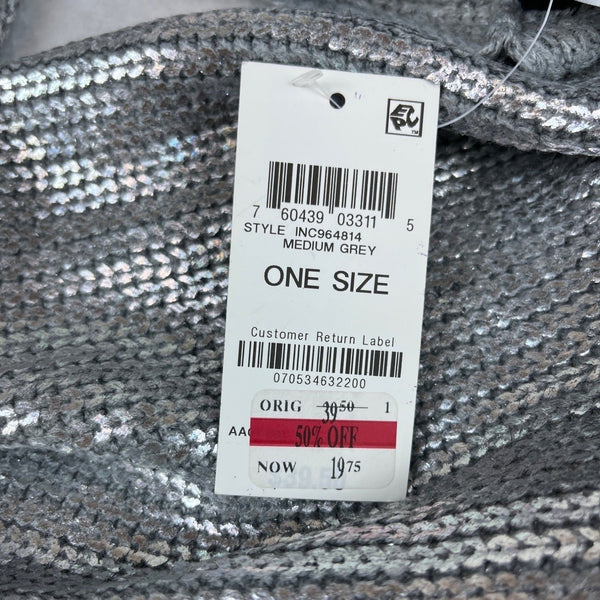 7 60439 03311 5
STYLE INC964814
MEDIUM GREY
ONE SIZE
Customer Return Label
070534632200
ORIG 39 50 1
50% OFF
NOW 19 75